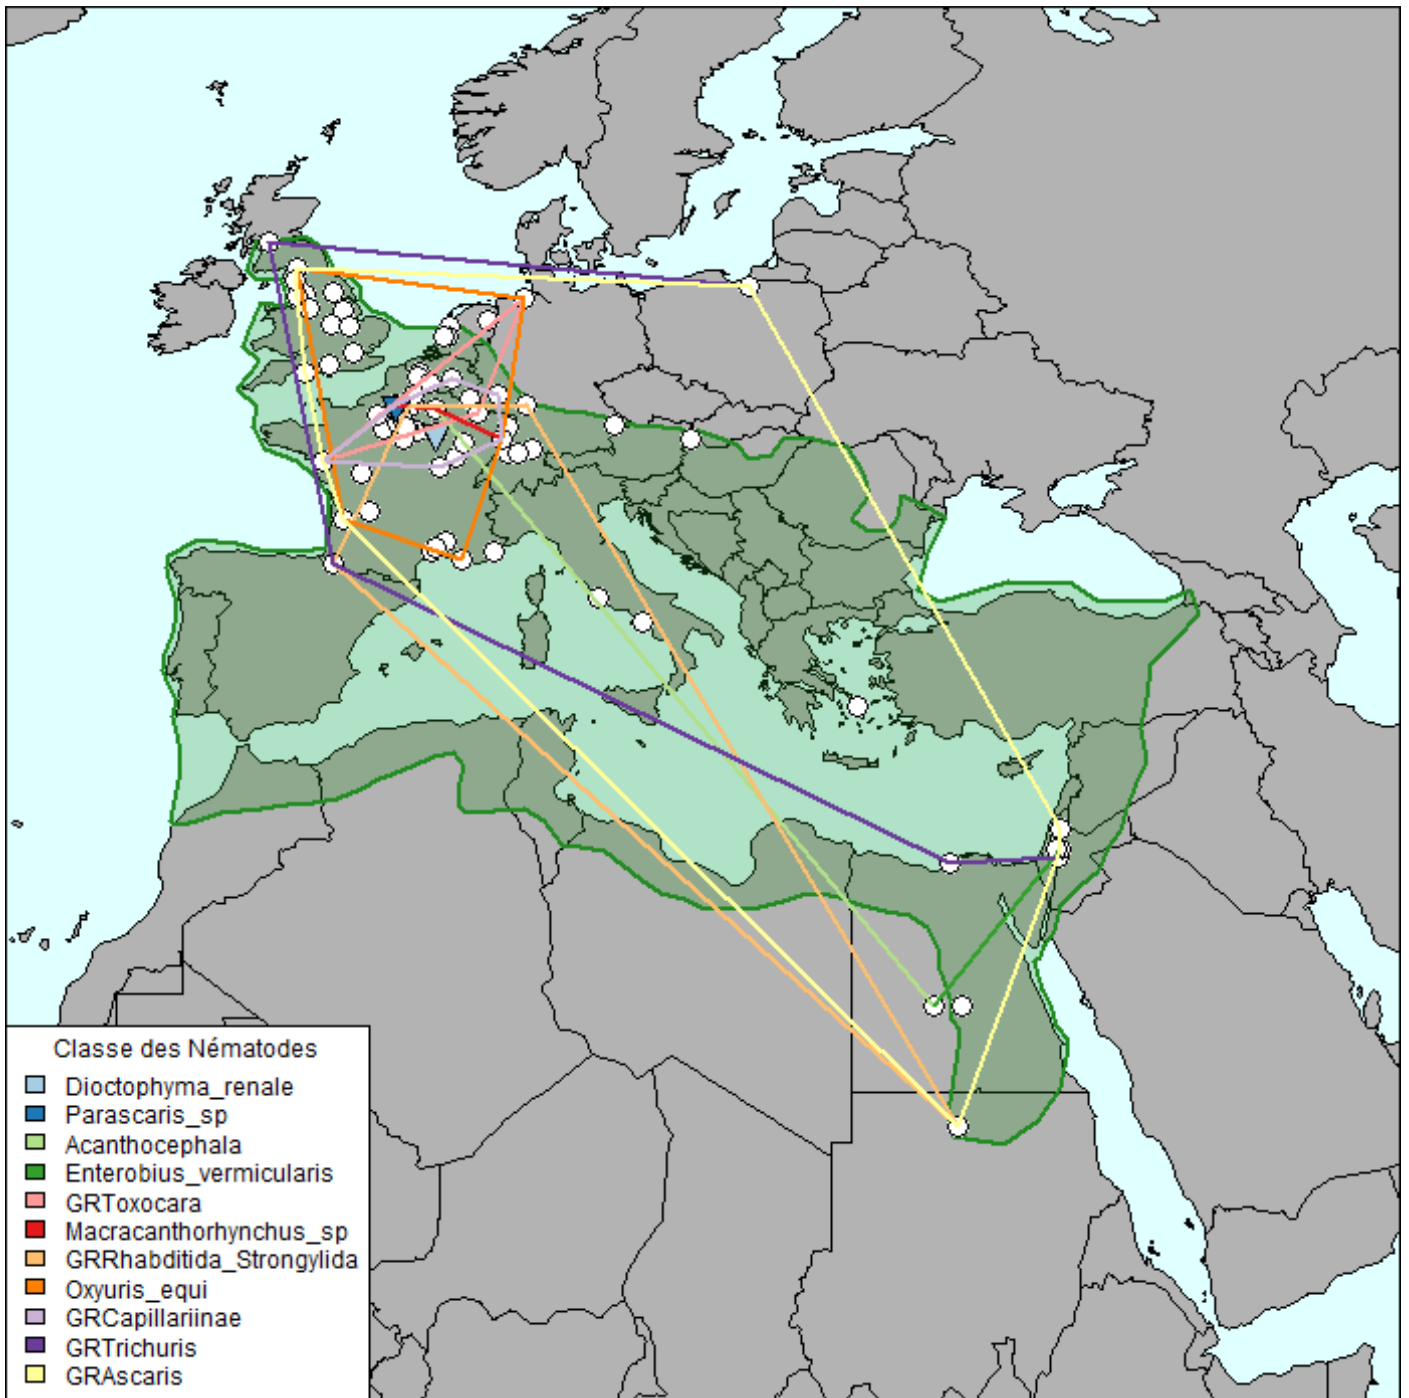 Classe des Nématodes
Dioctophyma_renale
Parascaris_sp
Acanthocephala
Enterobius_vermicularis
GRToxocara
Macracanthorhynchus_sp
GRRhabditida_Strongylida
Oxyuris_equi
GRCapillariinae
GRTrichuris
GRAscaris